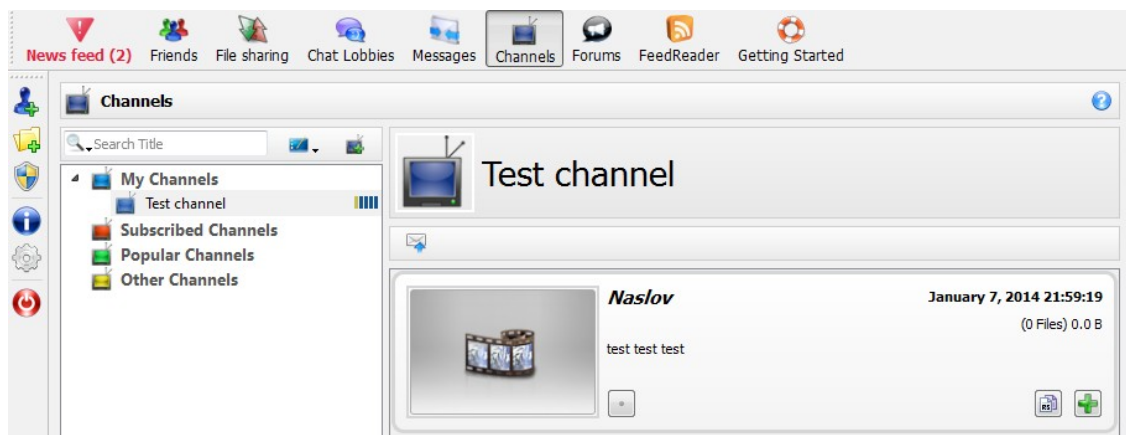 News feed (2) Friends File sharing Chat Lobbies Messages Channels Forums FeedReader Getting Started
Channels
Search Title
My Channels
Test channel
Subscribed Channels
Popular Channels
Other Channels
Test channel
Naslov January 7, 2014 21:59:19
(0 Files) 0.0 B
test test test
RS